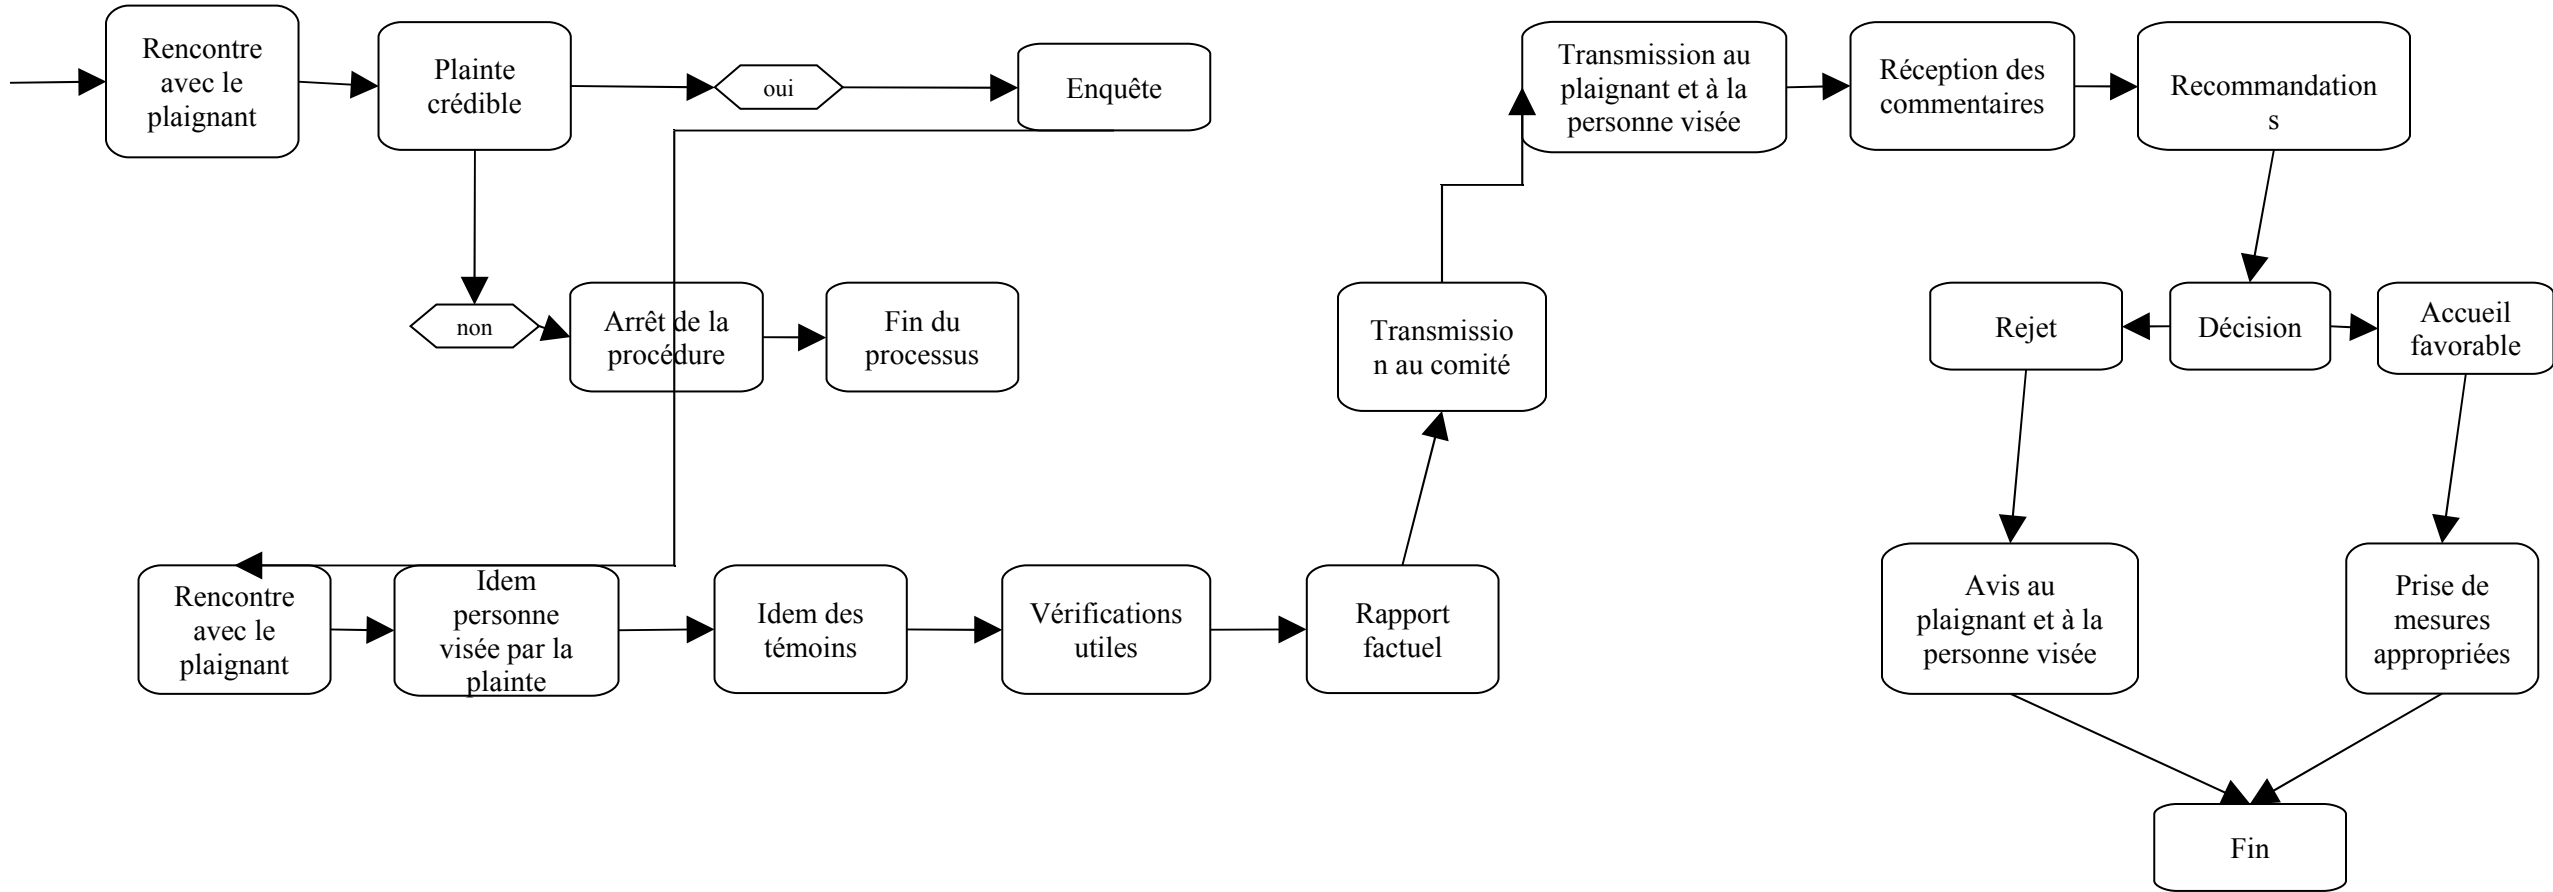 Rencontre
avec le
plaignant
Plainte
crédible
oui
Enquête
non
Arrêt de la
procédure
Fin du
processus
Rencontre
avec le
plaignant
Idem
personne
visée par la
plainte
Idem des
témoins
Vérifications
utiles
Rapport
factuel
Transmissio
n au comité
Transmission au
plaignant et à la
personne visée
Réception des
commentaires
Recommandation
s
Décision
Rejet
Accueil
favorable
Avis au
plaignant et à la
personne visée
Prise de
mesures
appropriées
Fin